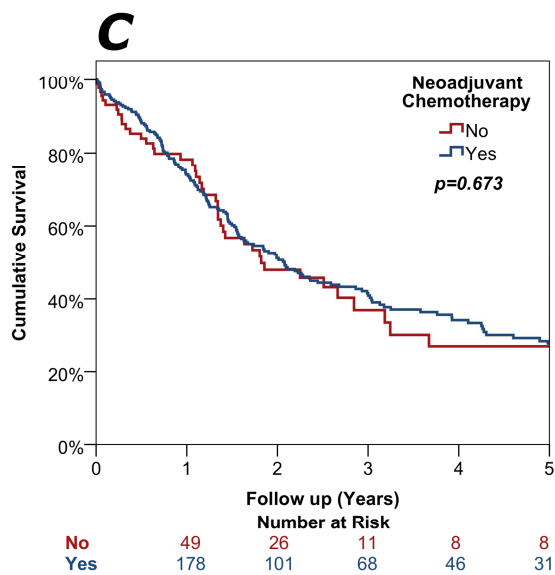 C
Neoadjuvant
Chemotherapy
No
Yes
p=0.673
Cumulative Survival
100%
80%
60%
40%
20%
0%
0 1 2 3 4 5
Follow up (Years)
Number at Risk
No 49 26 11 8 8
Yes 178 101 68 46 31